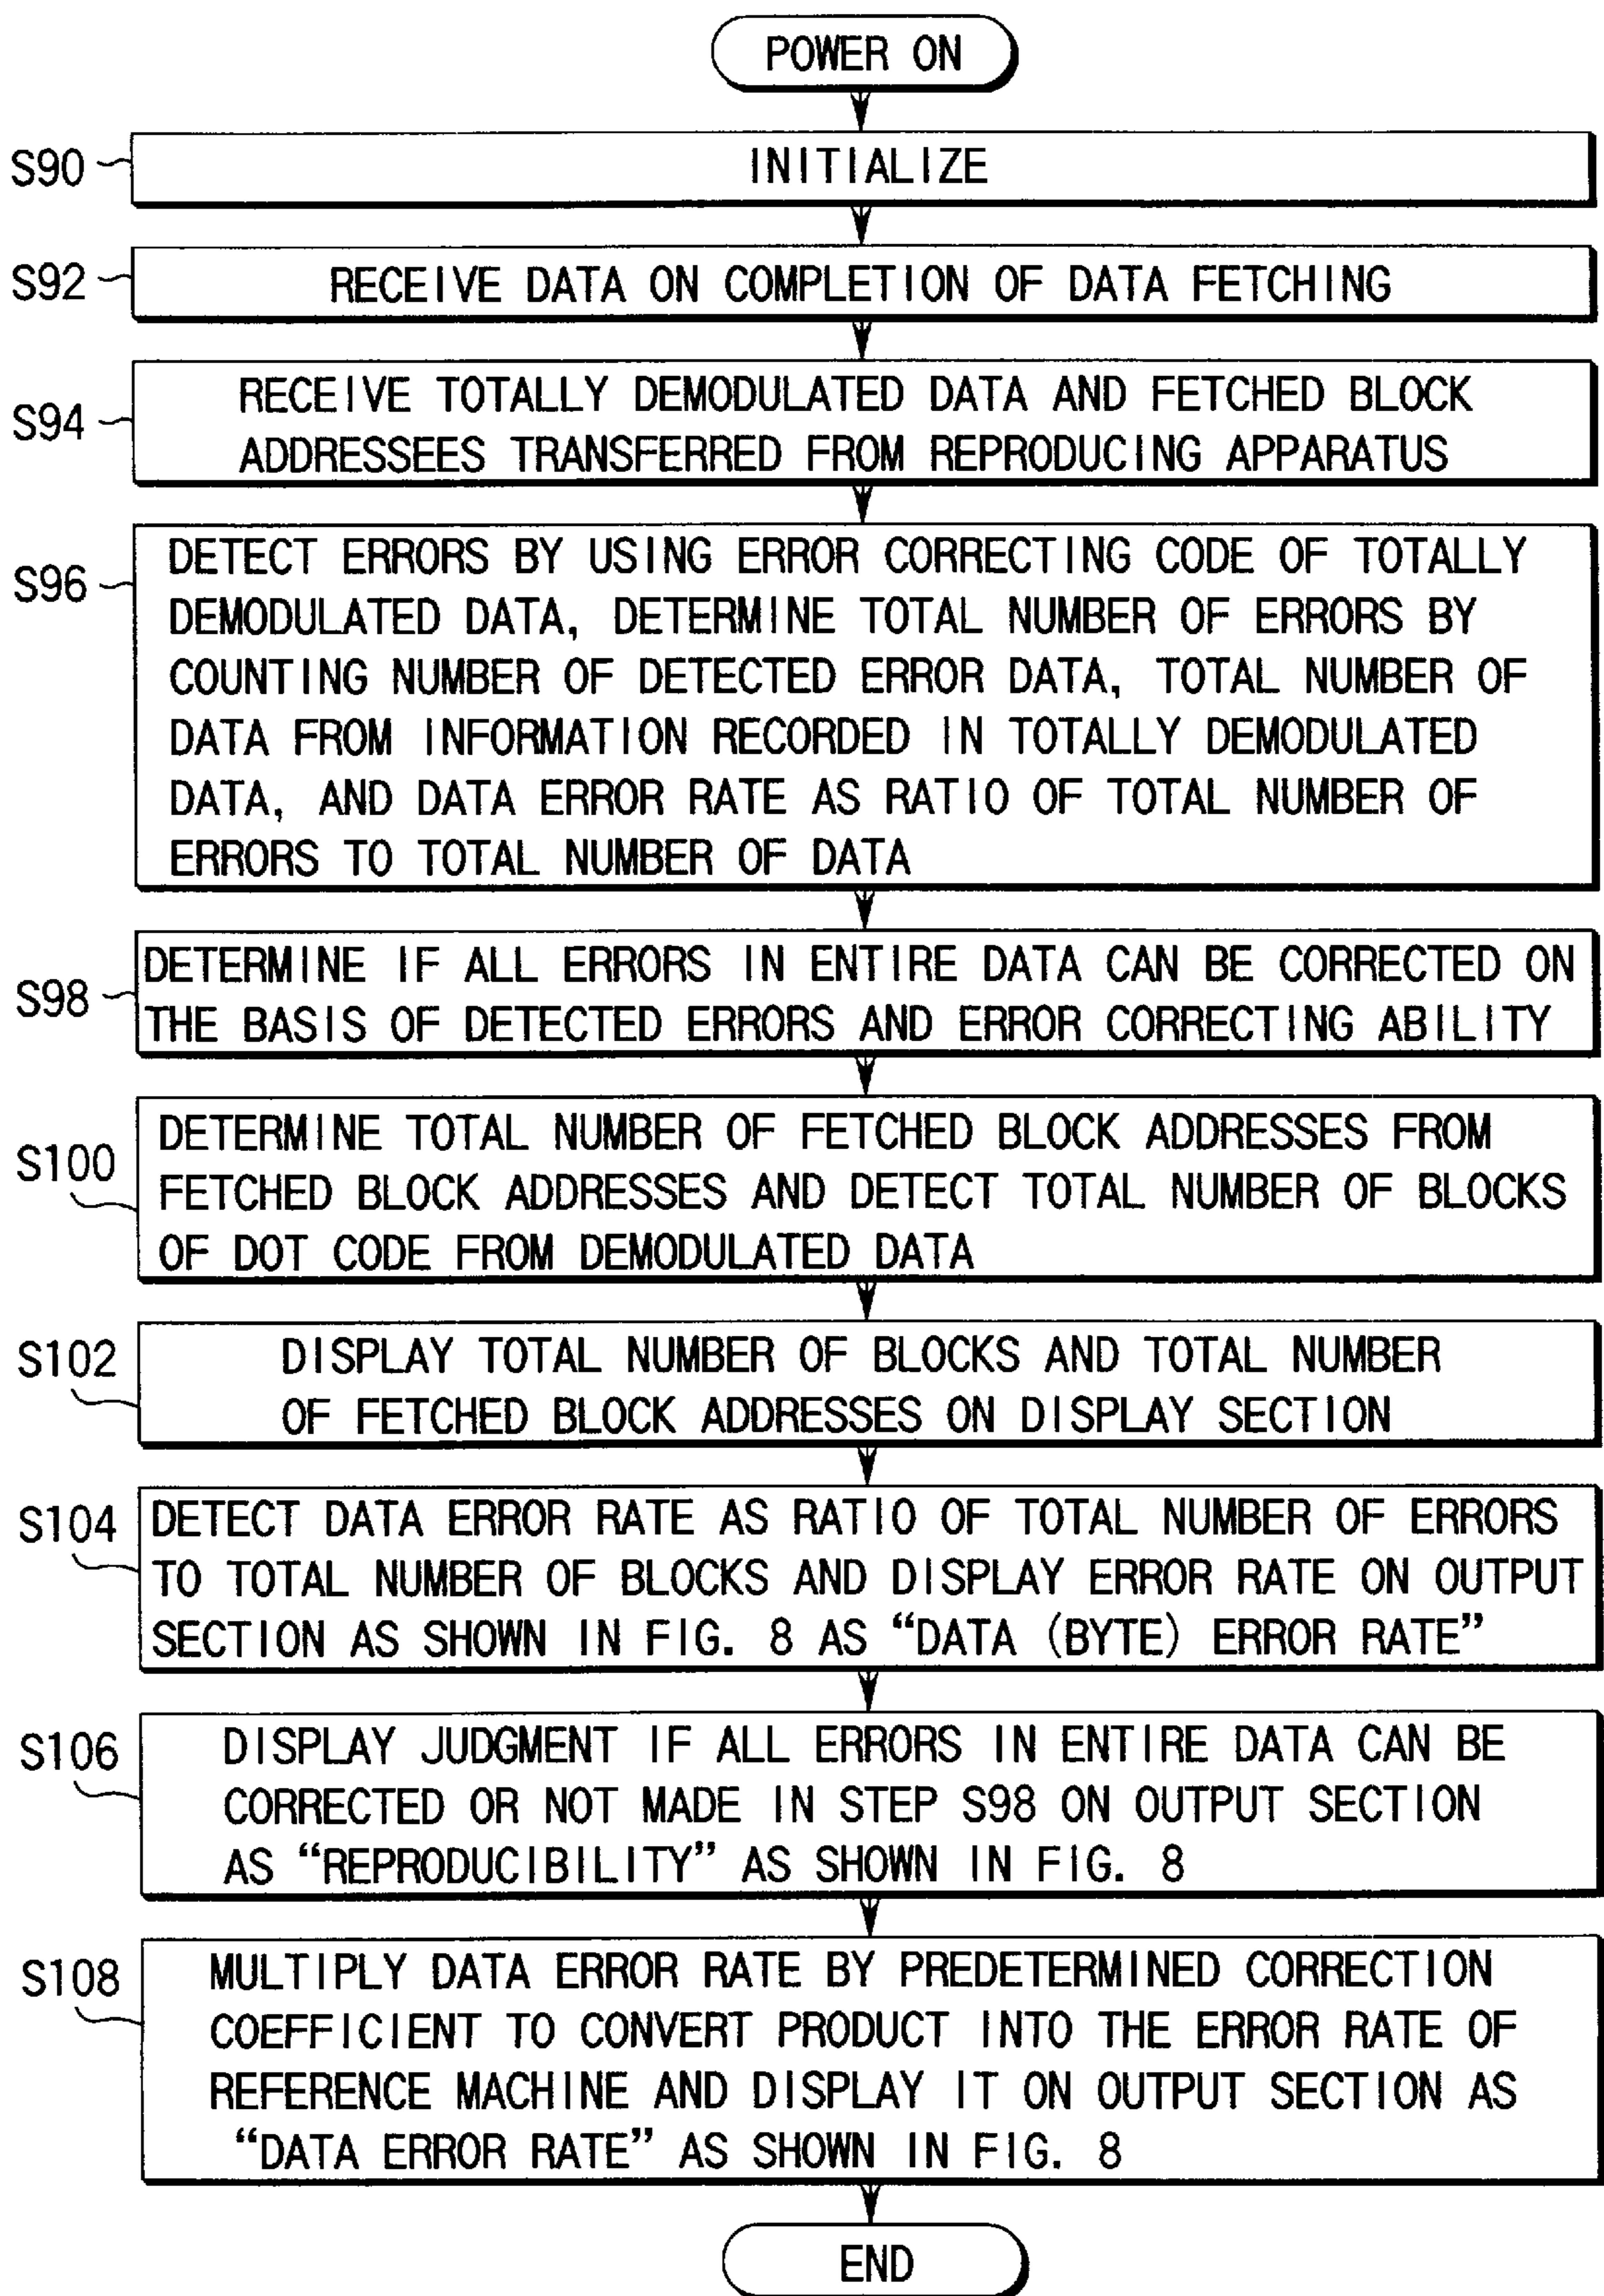 POWER ON
S90
INITIALIZE
S92
RECEIVE DATA ON COMPLETION OF DATA FETCHING
S94
RECEIVE TOTALLY DEMODULATED DATA AND FETCHED BLOCK
ADDRESSEES TRANSFERRED FROM REPRODUCING APPARATUS
S96
DETECT ERRORS BY USING ERROR CORRECTING CODE OF TOTALLY
DEMODULATED DATA, DETERMINE TOTAL NUMBER OF ERRORS BY
COUNTING NUMBER OF DETECTED ERROR DATA, TOTAL NUMBER OF
DATA FROM INFORMATION RECORDED IN TOTALLY DEMODULATED
DATA, AND DATA ERROR RATE AS RATIO OF TOTAL NUMBER OF
ERRORS TO TOTAL NUMBER OF DATA
S98
DETERMINE IF ALL ERRORS IN ENTIRE DATA CAN BE CORRECTED ON
THE BASIS OF DETECTED ERRORS AND ERROR CORRECTING ABILITY
S100
DETERMINE TOTAL NUMBER OF FETCHED BLOCK ADDRESSES FROM
FETCHED BLOCK ADDRESSES AND DETECT TOTAL NUMBER OF BLOCKS
OF DOT CODE FROM DEMODULATED DATA
S102
DISPLAY TOTAL NUMBER OF BLOCKS AND TOTAL NUMBER
OF FETCHED BLOCK ADDRESSES ON DISPLAY SECTION
S104
DETECT DATA ERROR RATE AS RATIO OF TOTAL NUMBER OF ERRORS
TO TOTAL NUMBER OF BLOCKS AND DISPLAY ERROR RATE ON OUTPUT
SECTION AS SHOWN IN FIG. 8 AS “DATA (BYTE) ERROR RATE”
S106
DISPLAY JUDGMENT IF ALL ERRORS IN ENTIRE DATA CAN BE
CORRECTED OR NOT MADE IN STEP S98 ON OUTPUT SECTION
AS “REPRODUCIBILITY” AS SHOWN IN FIG. 8
S108
MULTIPLY DATA ERROR RATE BY PREDETERMINED CORRECTION
COEFFICIENT TO CONVERT PRODUCT INTO THE ERROR RATE OF
REFERENCE MACHINE AND DISPLAY IT ON OUTPUT SECTION AS
“DATA ERROR RATE” AS SHOWN IN FIG. 8
END